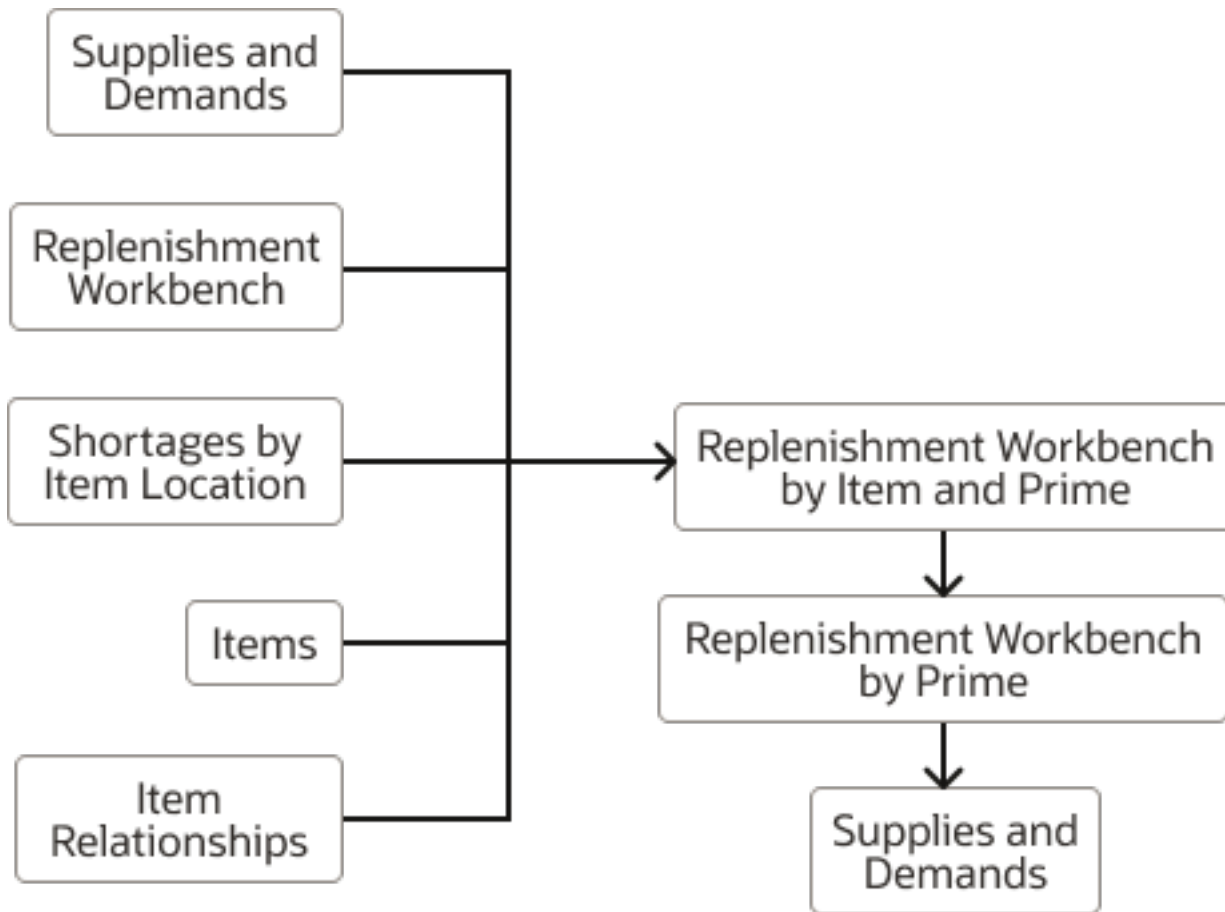 Supplies and
Demands
Replenishment
Workbench
Shortages by
Item Location
Items
Item
Relationships
Replenishment Workbench
by Item and Prime
Replenishment Workbench
by Prime
Supplies and
Demands